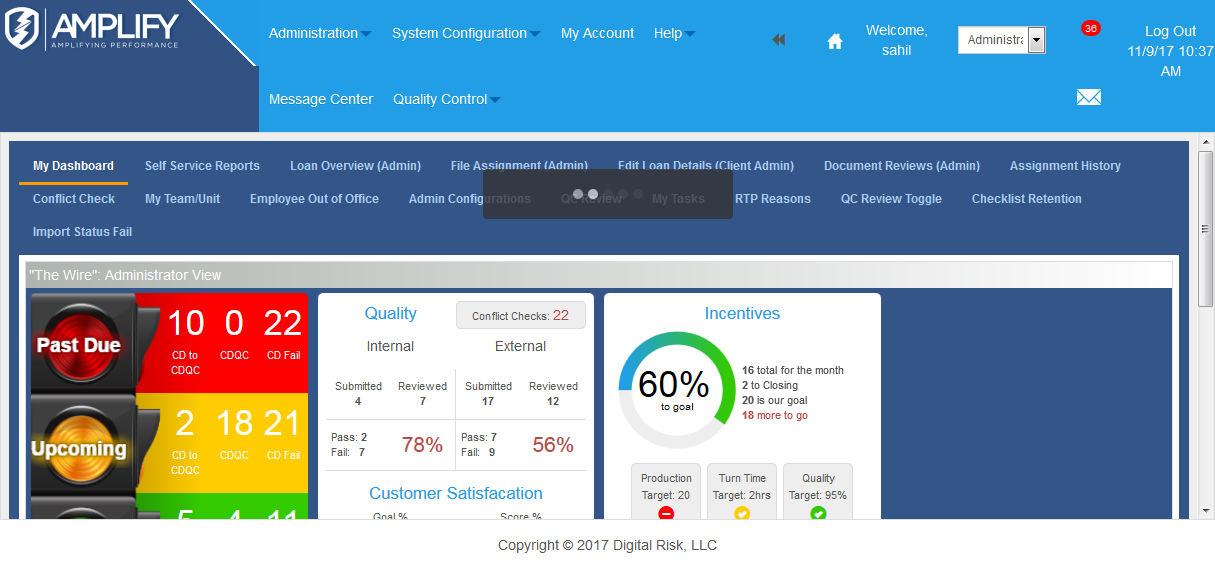 AMPLIFY
AMPLIFYING PERFORMANCE
Administration System Configuration My Account Help
Message Center Quality Control
Welcome, sahil
36
Log Out
11/9/17 10:37 AM
My Dashboard Self Service Reports Loan Overview (Admin) File Assignment (Admin) Edit Loan Details (Client Admin) Document Reviews (Admin) Assignment History
Conflict Check My Team/Unit Employee Out of Office Admin Configurations QC Review My Tasks RTP Reasons QC Review Toggle Checklist Retention
Import Status Fail
"The Wire": Administrator View
Past Due
10 0 22
CD to CDQC CDQC CD Fail
Upcoming
2 18 21
CD to CDQC CDQC CD Fail
5 4 11
Quality
Conflict Checks: 22
Internal External
Submitted Reviewed Submitted Reviewed
4 7 17 12
Pass: 2 78% Pass: 7 56%
Fail: 7 Fail: 9
Customer Satisfacation
Goal % Score %
Incentives
60%
to goal
16 total for the month
2 to Closing
20 is our goal
18 more to go
Production Turn Time Quality
Target: 20 Target: 2hrs Target: 95%
Copyright © 2017 Digital Risk, LLC